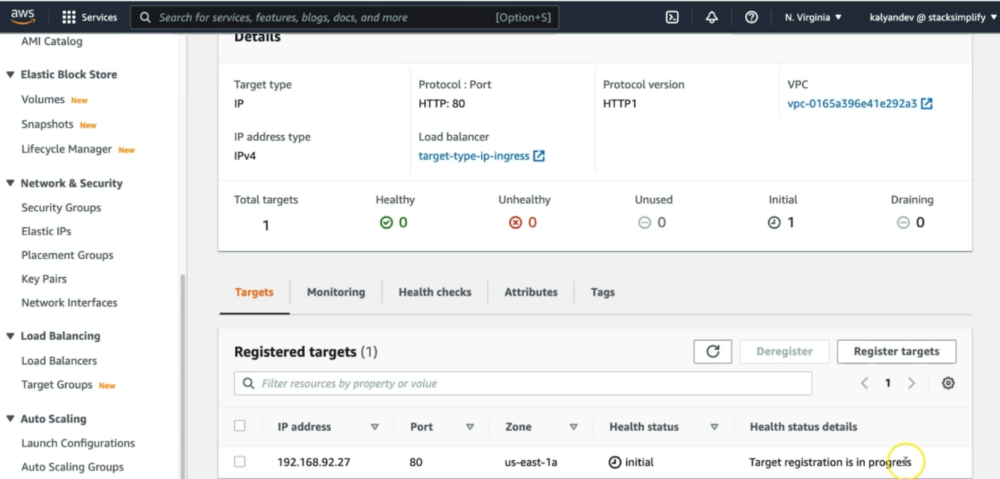 aws Services Search for services, features, blogs, docs, and more [Option+S] N. Virginia ▼ kalyandev @ stacksimplify ▼
AMI Catalog
▼ Elastic Block Store
Volumes New
Snapshots New
Lifecycle Manager New
▼ Network & Security
Security Groups
Elastic IPs
Placement Groups
Key Pairs
Network Interfaces
▼ Load Balancing
Load Balancers
Target Groups New
▼ Auto Scaling
Launch Configurations
Auto Scaling Groups
Details
Target type Protocol : Port Protocol version VPC
IP HTTP: 80 HTTP1 vpc-0165a396e41e292a3
IP address type Load balancer
IPv4 target-type-ip-ingress
Total targets Healthy Unhealthy Unused Initial Draining
1 0 0 0 1 0
Targets Monitoring Health checks Attributes Tags
Registered targets (1) Deregister Register targets
Filter resources by property or value 1
IP address Port Zone Health status Health status details
192.168.92.27 80 us-east-1a initial Target registration is in progress